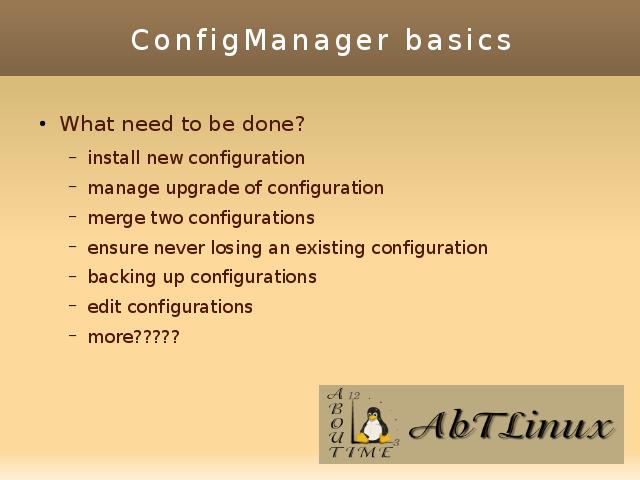 ConfigManager basics
• What need to be done?
– install new configuration
– manage upgrade of configuration
– merge two configurations
– ensure never losing an existing configuration
– backing up configurations
– edit configurations
– more?????
ABOUT TIME
12
3
AbTLinux